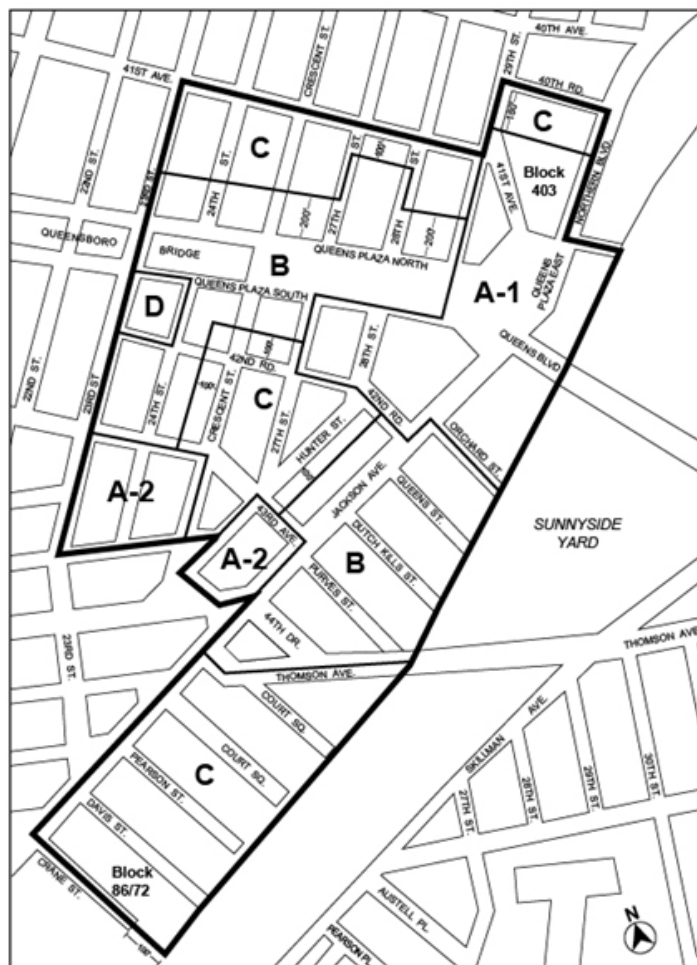 40TH AVE.
29TH ST.
40TH RD.
CRESCENT ST.
41ST AVE.
22ND ST.
23RD ST.
C
24TH ST.
200'
27TH ST.
400'
28TH ST.
200'
C
Block
403
41ST AVE.
NORTHERN BLVD
QUEENSBORO
BRIDGE
B
QUEENS PLAZA NORTH
QUEENS PLAZA SOUTH
A-1
QUEENS
PLAZA EAST
QUEENS BLVD
D
22ND ST.
23RD ST
24TH ST.
42ND RD.
CRESCENT ST.
C
27TH ST.
28TH ST.
42ND RD.
HUNTER ST.
ORCHARD ST.
JACKSON AVE.
QUEENS ST.
DUTCH KILLS ST.
PURVES ST.
B
A-2
43RD AVE.
A-2
44TH DR.
SUNNYSIDE
YARD
23RD ST.
THOMSON AVE.
THOMSON AVE
COURT SQ.
COURT SQ.
C
PEARSON ST.
DAVIS ST.
Block
86/72
CRANE ST.
SKILLMAN AVE.
27TH ST.
28TH ST.
29TH ST.
30TH ST.
AUSTELL PL.
PEARSON PL
N